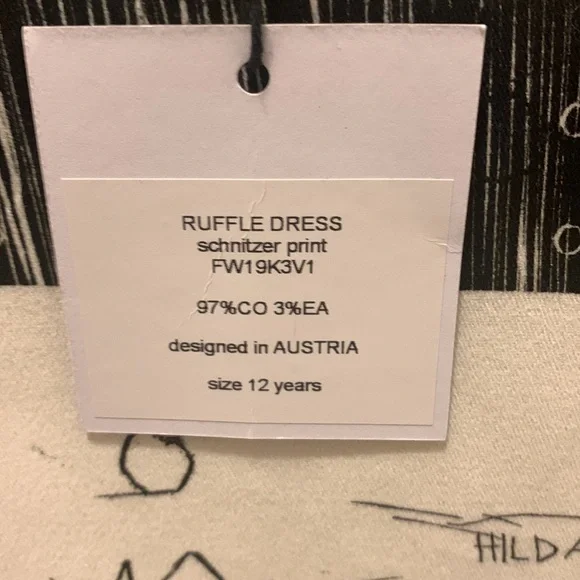 RUFFLE DRESS
schnitzer print
FW19K3V1
97%CO 3%EA
designed in AUSTRIA
size 12 years
HILDA